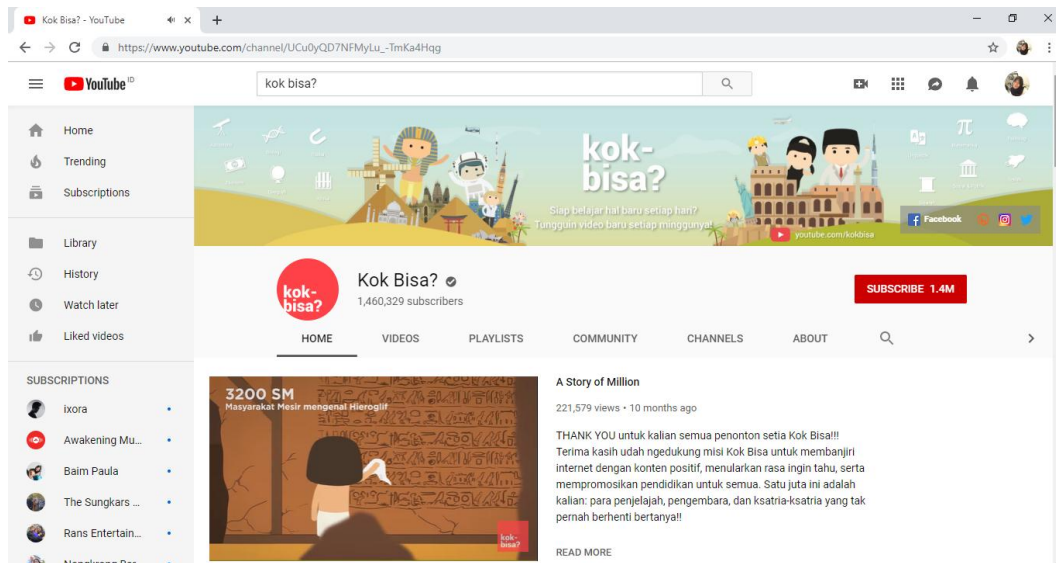 Kok Bisa? - YouTube
https://www.youtube.com/channel/UCu0yQD7NFMyLu_-TmKa4Hqg
YouTube ID
kok bisa?
Home
Trending
Subscriptions
Library
History
Watch later
Liked videos
SUBSCRIPTIONS
ixora
Awakening Mu...
Baim Paula
The Sungkars ...
Rans Entertain...
kok-
bisa?
Siap belajar hal baru setiap hari?
Tungguin video baru setiap minggunya!
youtube.com/kokbisa
Facebook
kok-
bisa?
Kok Bisa?
1,460,329 subscribers
SUBSCRIBE 1.4M
HOME VIDEOS PLAYLISTS COMMUNITY CHANNELS ABOUT
3200 SM
Masyarakat Mesir mengenal Hieroglif
kok-
bisa?
A Story of Million
221,579 views • 10 months ago
THANK YOU untuk kalian semua penonton setia Kok Bisa!!!
Terima kasih udah ngedukung misi Kok Bisa untuk membanjiri
internet dengan konten positif, menularkan rasa ingin tahu, serta
mempromosikan pendidikan untuk semua. Satu juta ini adalah
kalian: para penjelajah, pengembara, dan ksatria-ksatria yang tak
pernah berhenti bertanya!!
READ MORE